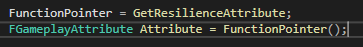 FunctionPointer = GetResilienceAttribute;
FGameplayAttribute Attribute = FunctionPointer();